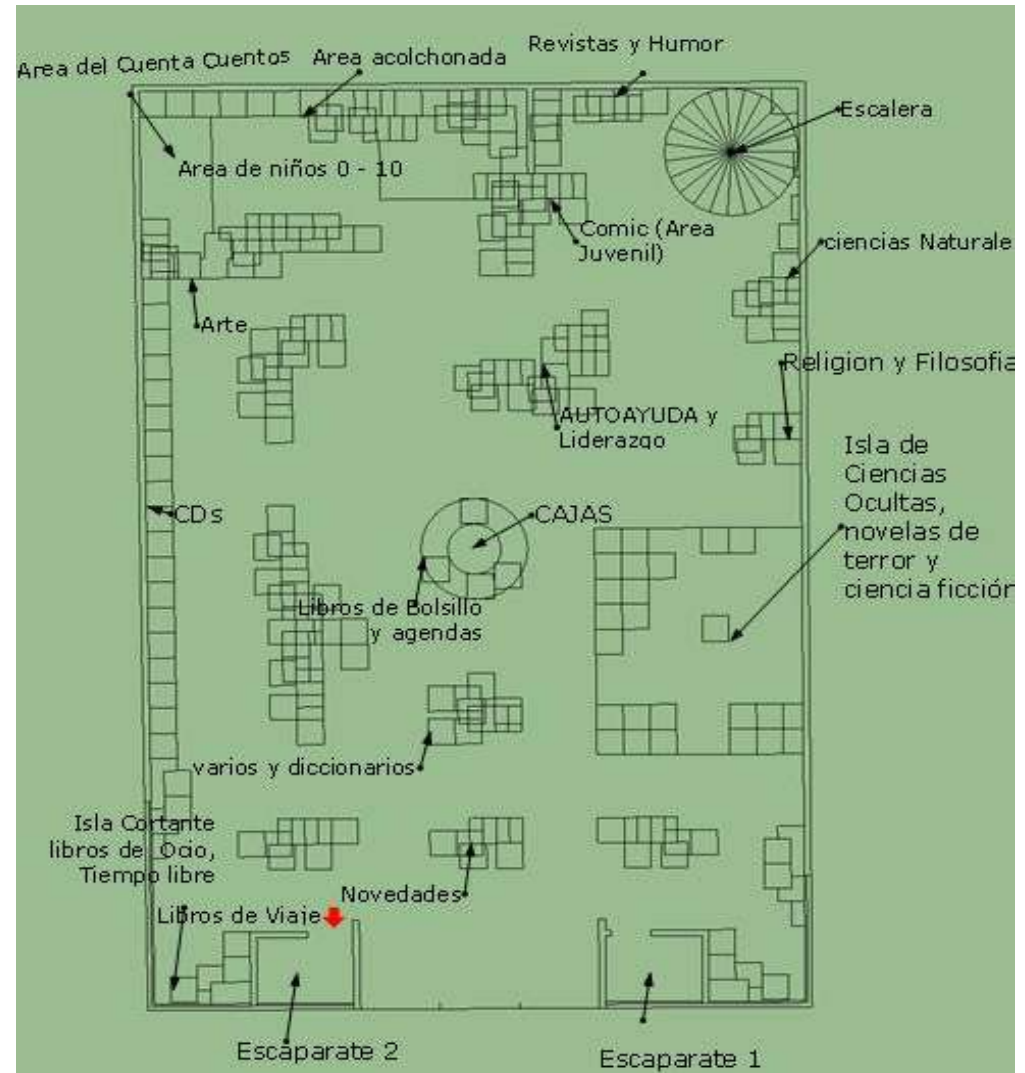 Area del Cuenta Cuentos
Area acolchonada
Revistas y Humor
Escalera
Area de niños 0 - 10
Comic (Area
Juvenil)
ciencias Naturale
Arte
Religion y Filosofia
AUTOAYUDA y
Liderazgo
Isla de
Ciencias
Ocultas,
novelas de
terror y
ciencia ficción
CDs
CAJAS
Libros de Bolsillo
y agendas
varios y diccionarios
Isla Cortante
libros de Ocio,
Tiempo libre
Novedades
Libros de Viaje
Escaparate 2
Escaparate 1